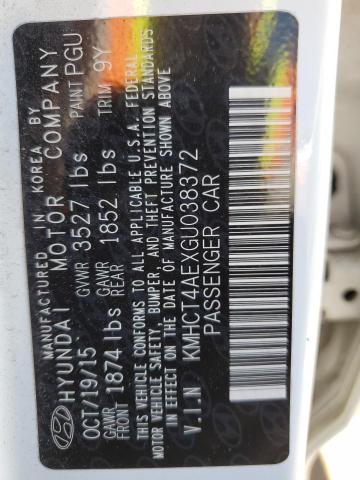 MANUFACTURED IN KOREA BY
HYUNDAI MOTOR COMPANY
OCT/19/15 GVWR 3527 lbs PAINT PGU
GAWR FRONT 1874 lbs GAWR REAR 1852 lbs TRIM 9Y
THIS VEHICLE CONFORMS TO ALL APPLICABLE U.S.A. FEDERAL
MOTOR VEHICLE SAFETY, BUMPER, AND THEFT PREVENTION STANDARDS
IN EFFECT ON THE DATE OF MANUFACTURE SHOWN ABOVE
V.I.N KMHCT4AEXGU038372
PASSENGER CAR